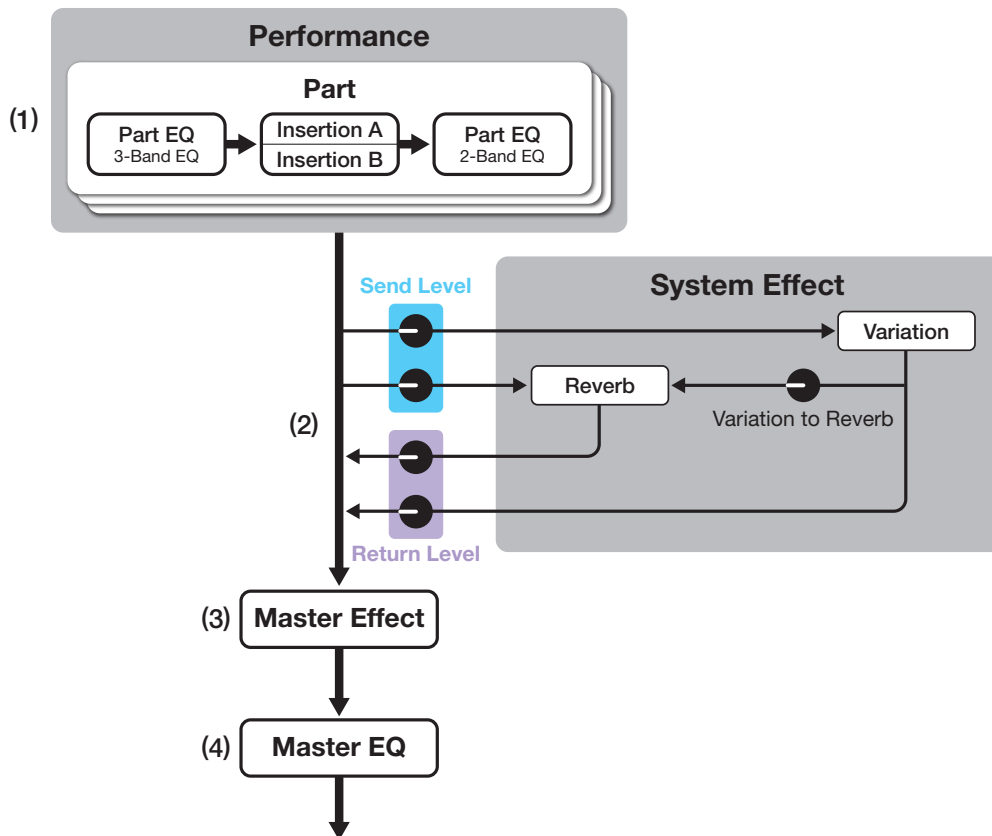 Performance
Part
(1)
Part EQ
3-Band EQ
Insertion A
Insertion B
Part EQ
2-Band EQ
Send Level
System Effect
Variation
Reverb
Variation to Reverb
(2)
Return Level
(3)
Master Effect
(4)
Master EQ